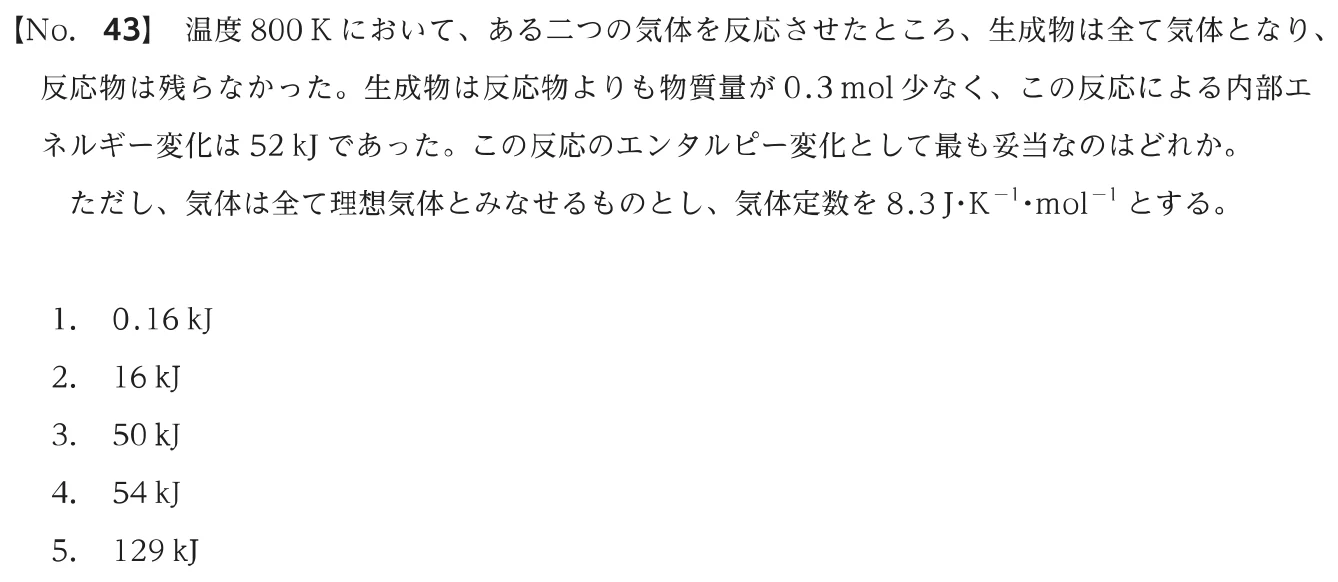 【No. 43】 温度 800 K において、ある二つの気体を反応させたところ、生成物は全て気体となり、
反応物は残らなかった。生成物は反応物よりも物質量が 0.3 mol 少なく、この反応による内部エ
ネルギー変化は 52 kJ であった。この反応のエンタルピー変化として最も妥当なのはどれか。
ただし、気体は全て理想気体とみなせるものとし、気体定数を 8.3 J・K⁻¹・mol⁻¹ とする。
1. 0.16 kJ
2. 16 kJ
3. 50 kJ
4. 54 kJ
5. 129 kJ